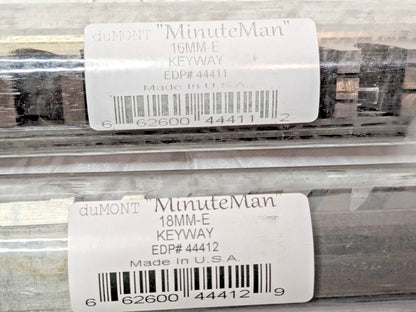 duMONT "MinuteMan"
16MM-E
KEYWAY
EDP# 44411
Made In U.S.A.
6 62600 44411 2
duMONT "MinuteMan"
18MM-E
KEYWAY
EDP# 44412
Made In U.S.A.
6 62600 44412 9